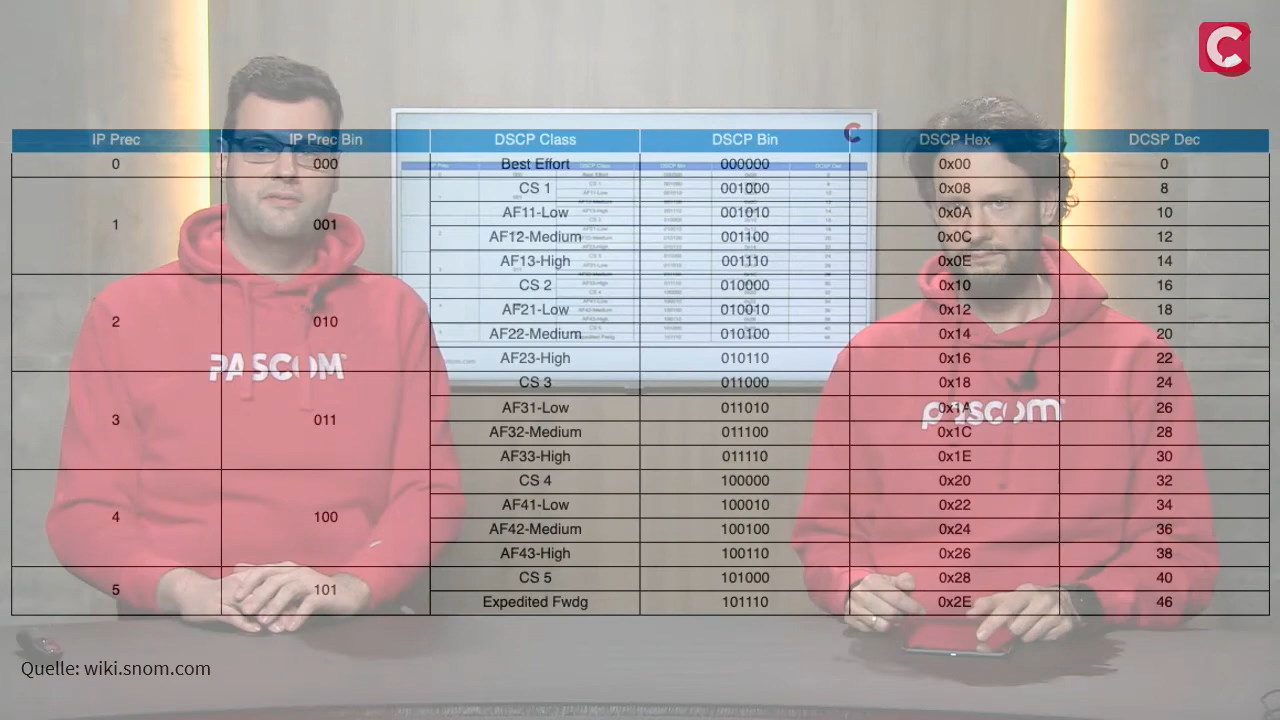 IP Prec IP Prec Bin DSCP Class DSCP Bin DSCP Hex DCSP Dec
0 000 Best Effort 000000 0x00 0
CS 1 001000 0x08 8
AF11-Low 001010 0x0A 10
1 001 AF12-Medium 001100 0x0C 12
AF13-High 001110 0x0E 14
CS 2 010000 0x10 16
AF21-Low 010010 0x12 18
2 010 AF22-Medium 010100 0x14 20
AF23-High 010110 0x16 22
CS 3 011000 0x18 24
AF31-Low 011010 0x1A 26
3 011 AF32-Medium 011100 0x1C 28
AF33-High 011110 0x1E 30
CS 4 100000 0x20 32
AF41-Low 100010 0x22 34
4 100 AF42-Medium 100100 0x24 36
AF43-High 100110 0x26 38
5 101 CS 5 101000 0x28 40
Expedited Fwdg 101110 0x2E 46
PASCOM
pascom
Quelle: wiki.snom.com